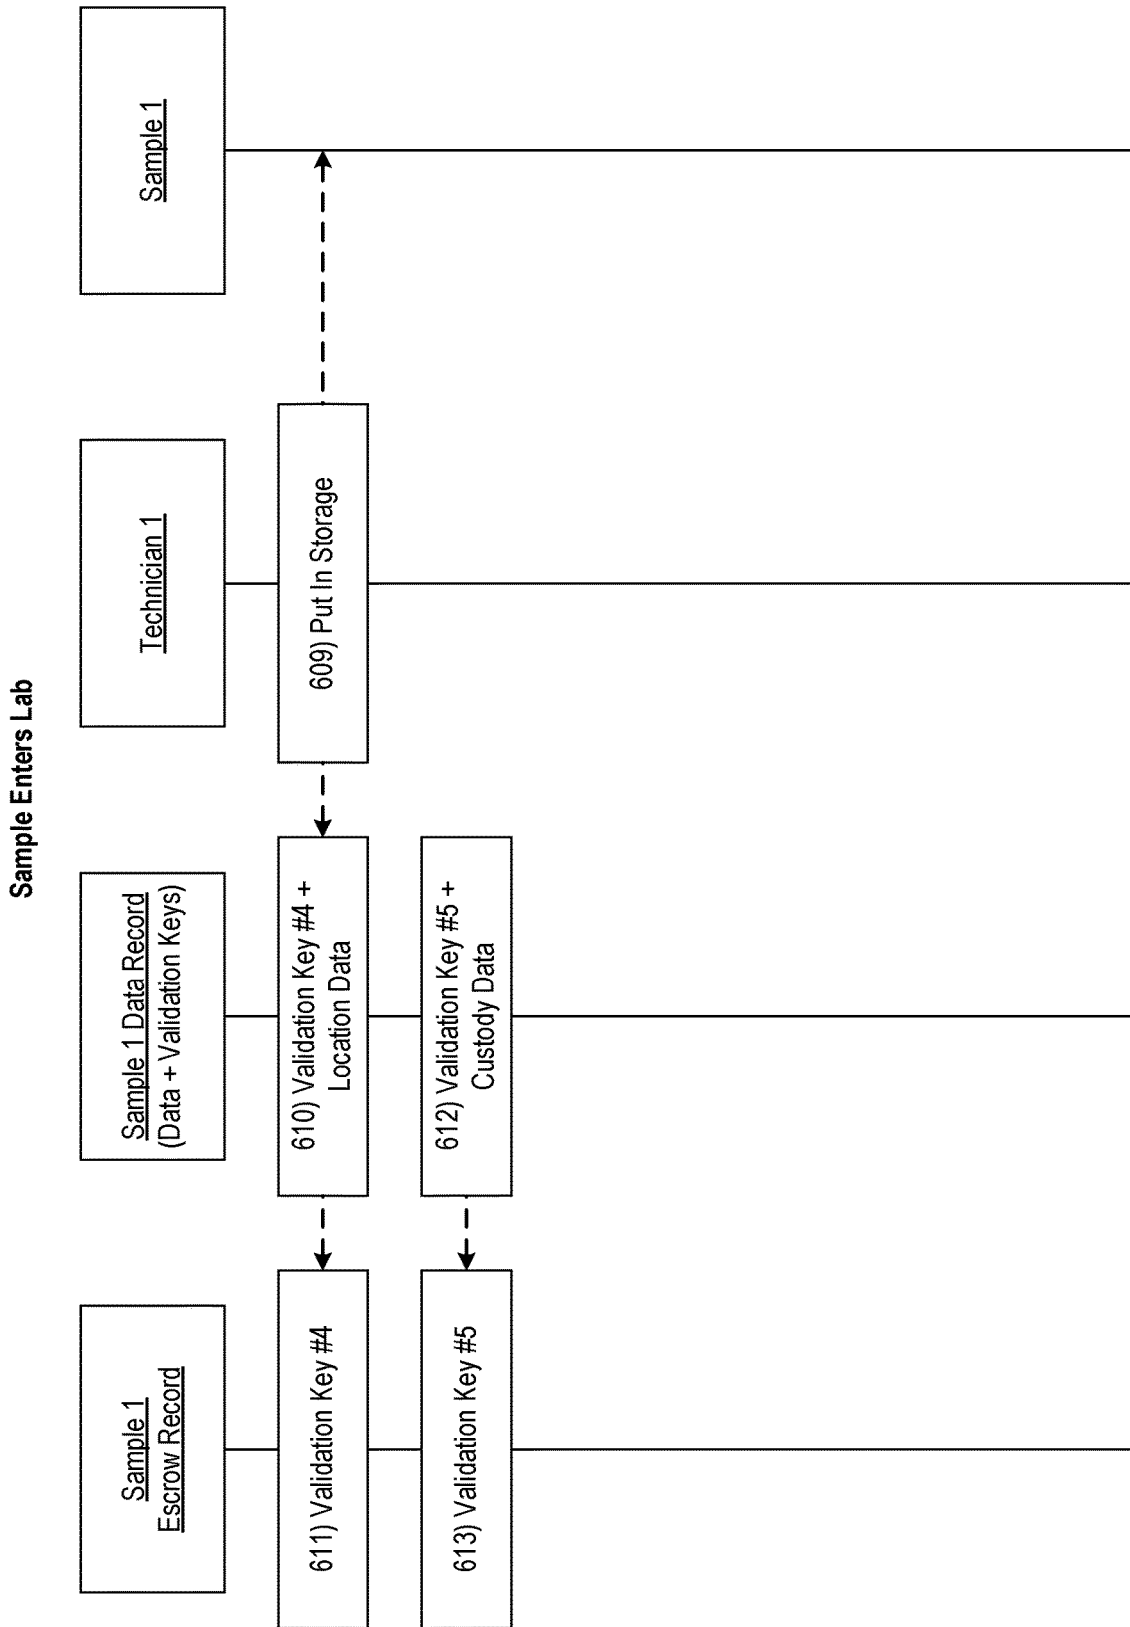 Sample Enters Lab
Sample 1
Escrow Record
Sample 1 Data Record
(Data + Validation Keys)
Technician 1
Sample 1
611) Validation Key #4
610) Validation Key #4 +
Location Data
609) Put In Storage
613) Validation Key #5
612) Validation Key #5 +
Custody Data